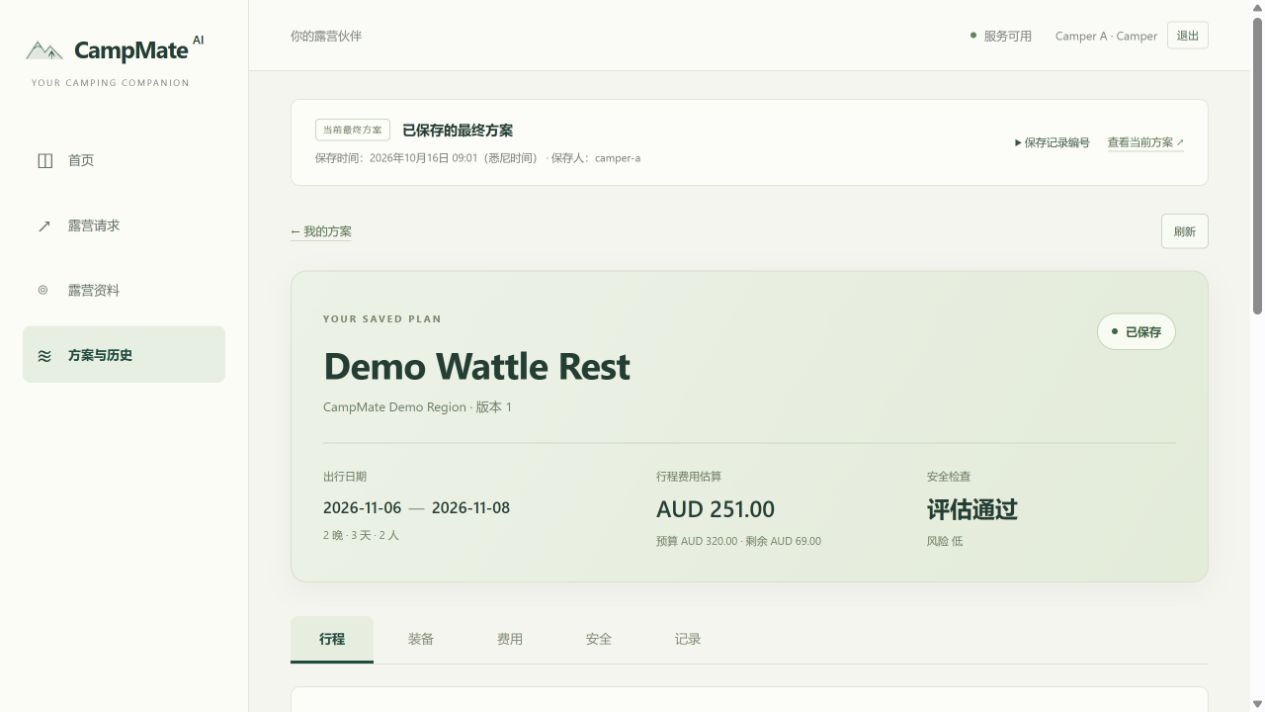 CampMate AI
YOUR CAMPING COMPANION
首页
露营请求
露营资料
方案与历史
你的露营伙伴
服务可用
Camper A · Camper
退出
当前最终方案
已保存的最终方案
保存时间：2026年10月16日 09:01（悉尼时间） · 保存人：camper-a
▶ 保存记录编号
查看当前方案 ↗
← 我的方案
刷新
YOUR SAVED PLAN
已保存
Demo Wattle Rest
CampMate Demo Region · 版本 1
出行日期
2026-11-06 — 2026-11-08
2 晚 · 3 天 · 2 人
行程费用估算
AUD 251.00
预算 AUD 320.00 · 剩余 AUD 69.00
安全检查
评估通过
风险 低
行程
装备
费用
安全
记录